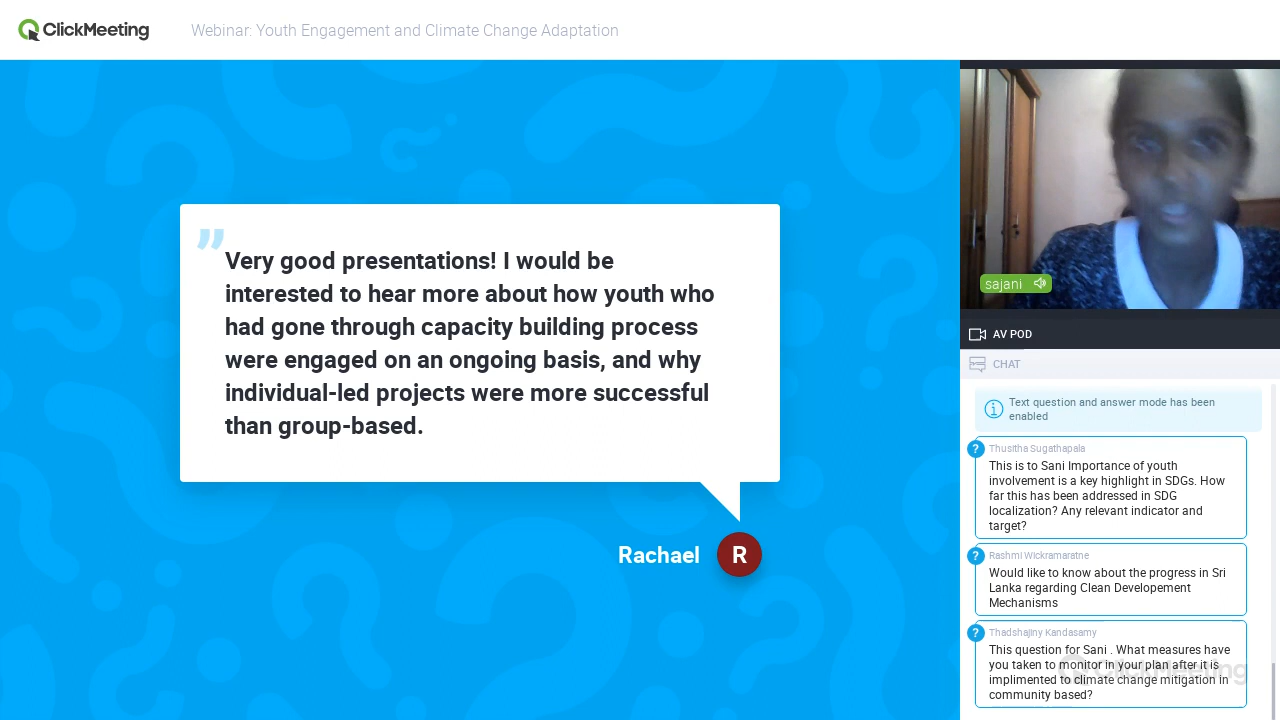 ClickMeeting
Webinar: Youth Engagement and Climate Change Adaptation
”
Very good presentations! I would be
interested to hear more about how youth who
had gone through capacity building process
were engaged on an ongoing basis, and why
individual-led projects were more successful
than group-based.
Rachael
R
sajani
AV POD
CHAT
Text question and answer mode has been
enabled
?
Thusitha Sugathapala
This is to Sani Importance of youth
involvement is a key highlight in SDGs. How
far this has been addressed in SDG
localization? Any relevant indicator and
target?
?
Rashmi Wickramaratne
Would like to know about the progress in Sri
Lanka regarding Clean Developement
Mechanisms
?
Thadshajiny Kandasamy
This question for Sani . What measures have
you taken to monitor in your plan after it is
implimented to climate change mitigation in
community based?
ClickMeeting